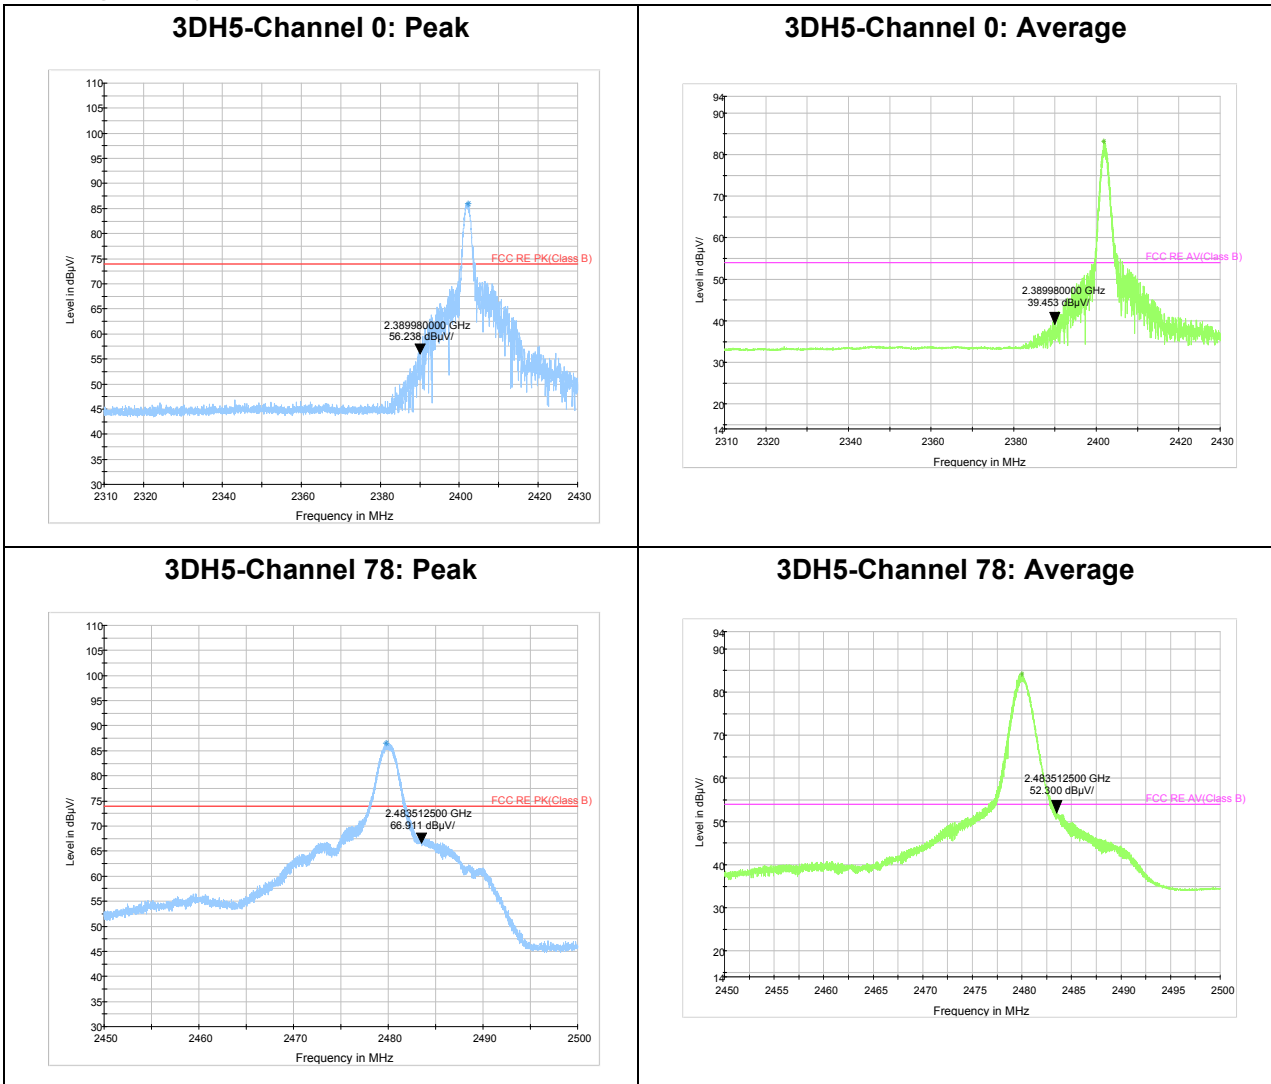 3DH5-Channel 0: Peak
110
105
100
95
90
85
80
75
70
65
60
55
50
45
40
35
30
Level in dBµV/
FCC RE PK(Class B)
2.389980000 GHz
56.238 dBµV/
2310 2320 2340 2360 2380 2400 2420 2430
Frequency in MHz
3DH5-Channel 0: Average
94
90
80
70
60
50
40
30
20
14
Level in dBµV/
FCC RE AV(Class B)
2.389980000 GHz
39.453 dBµV/
2310 2320 2340 2360 2380 2400 2420 2430
Frequency in MHz
3DH5-Channel 78: Peak
110
105
100
95
90
85
80
75
70
65
60
55
50
45
40
35
30
Level in dBµV/
FCC RE PK(Class B)
2.483512500 GHz
66.911 dBµV/
2450 2460 2470 2480 2490 2500
Frequency in MHz
3DH5-Channel 78: Average
94
90
80
70
60
50
40
30
20
14
Level in dBµV/
FCC RE AV(Class B)
2.483512500 GHz
52.300 dBµV/
2450 2455 2460 2465 2470 2475 2480 2485 2490 2495 2500
Frequency in MHz